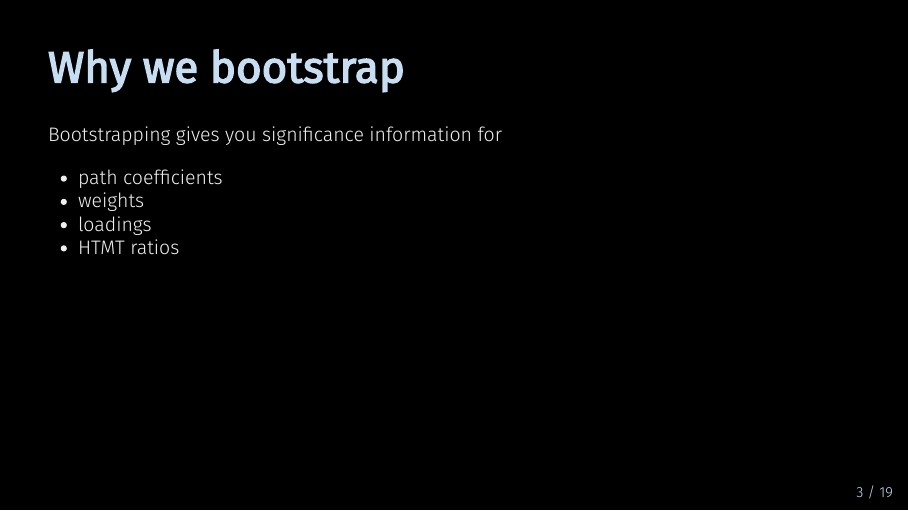 Why we bootstrap
Bootstrapping gives you significance information for
• path coefficients
• weights
• loadings
• HTMT ratios
3 / 19